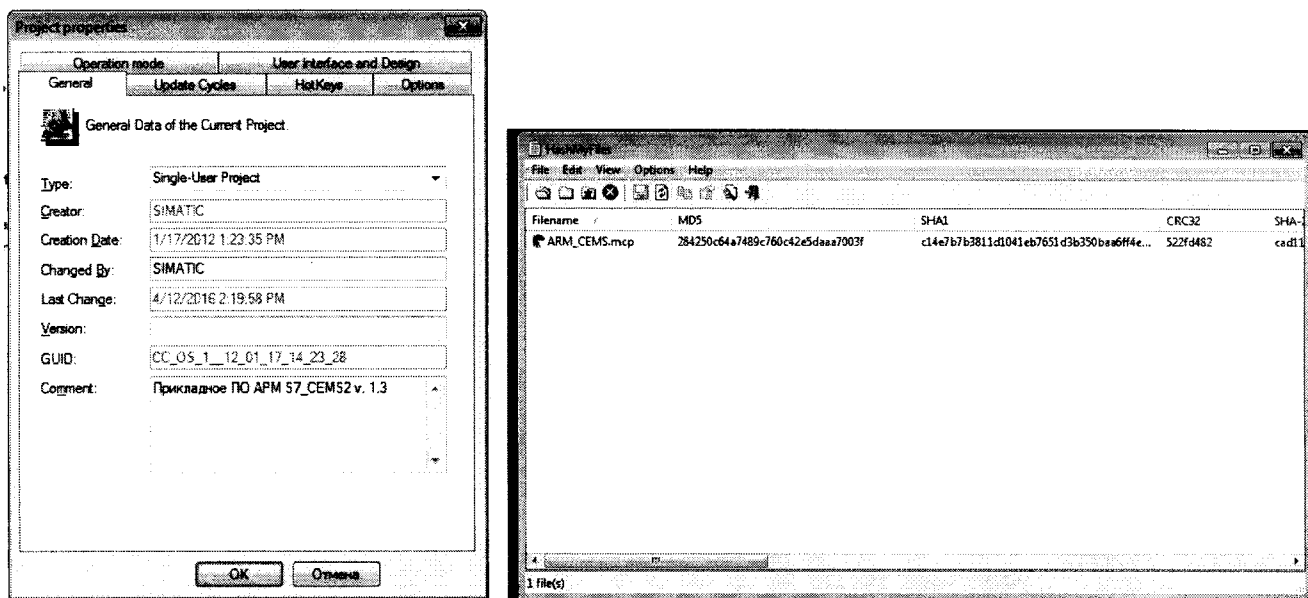 Project properties
Operation mode
User Interface and Design
General
Update Cycles
HotKeys
Options
General Data of the Current Project.
Type:
Single-User Project
Creator:
SIMATIC
Creation Date:
1/17/2012 1:23:35 PM
Changed By:
SIMATIC
Last Change:
4/12/2016 2:19:58 PM
Version:
GUID:
CC_OS_1__12_01_17_14_23_28
Comment:
Прикладное ПО АРМ S7_CEMS2 v. 1.3
OK
Отмена
HashMyFiles
File Edit View Options Help
Filename MD5 SHA1 CRC32 SHA-
ARM_CEMS.mcp 284250c64a7489c760c42e5daaa7903f c14e7b7b3811d1041eb7651d3b350baa6ff4e... 522fd482 cad11
1 file(s)